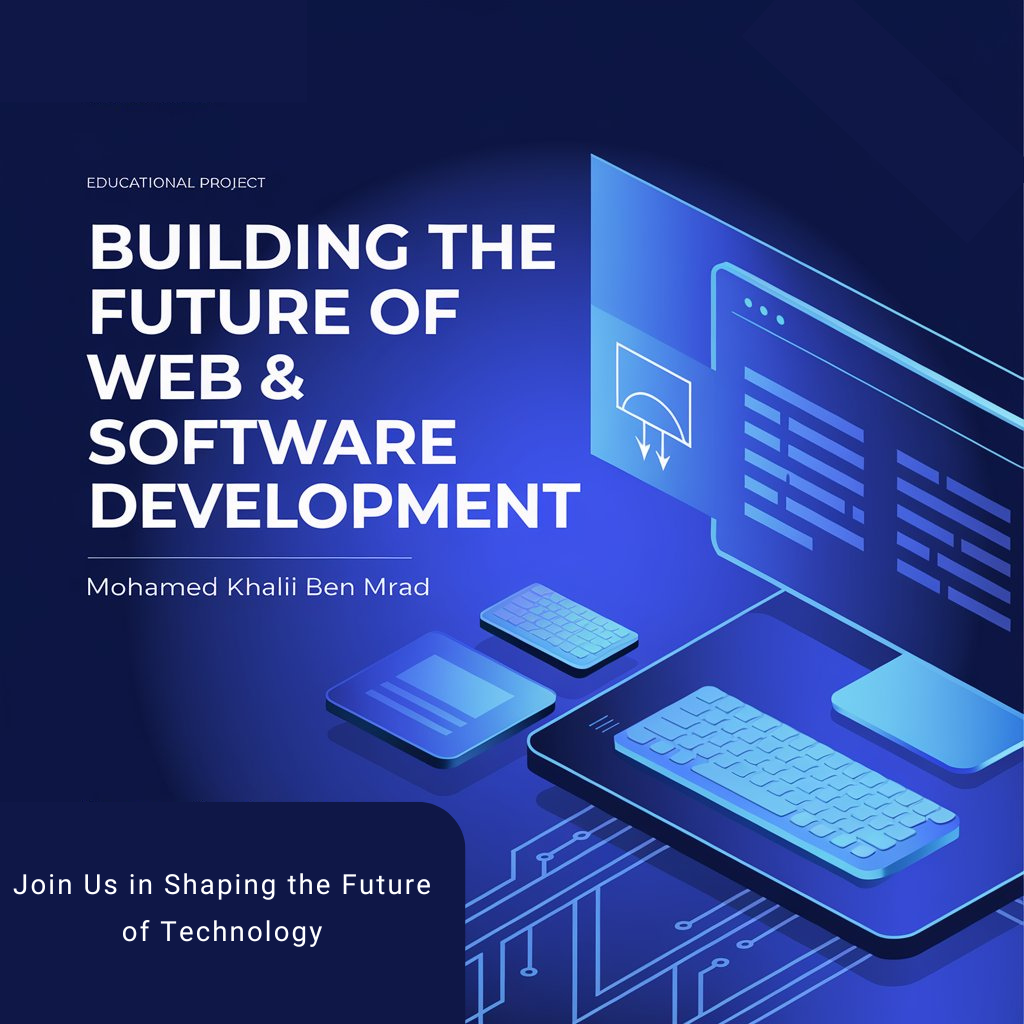 EDUCATIONAL PROJECT
BUILDING THE
FUTURE OF
WEB &
SOFTWARE
DEVELOPMENT
Mohamed Khalii Ben Mrad
Join Us in Shaping the Future
of Technology